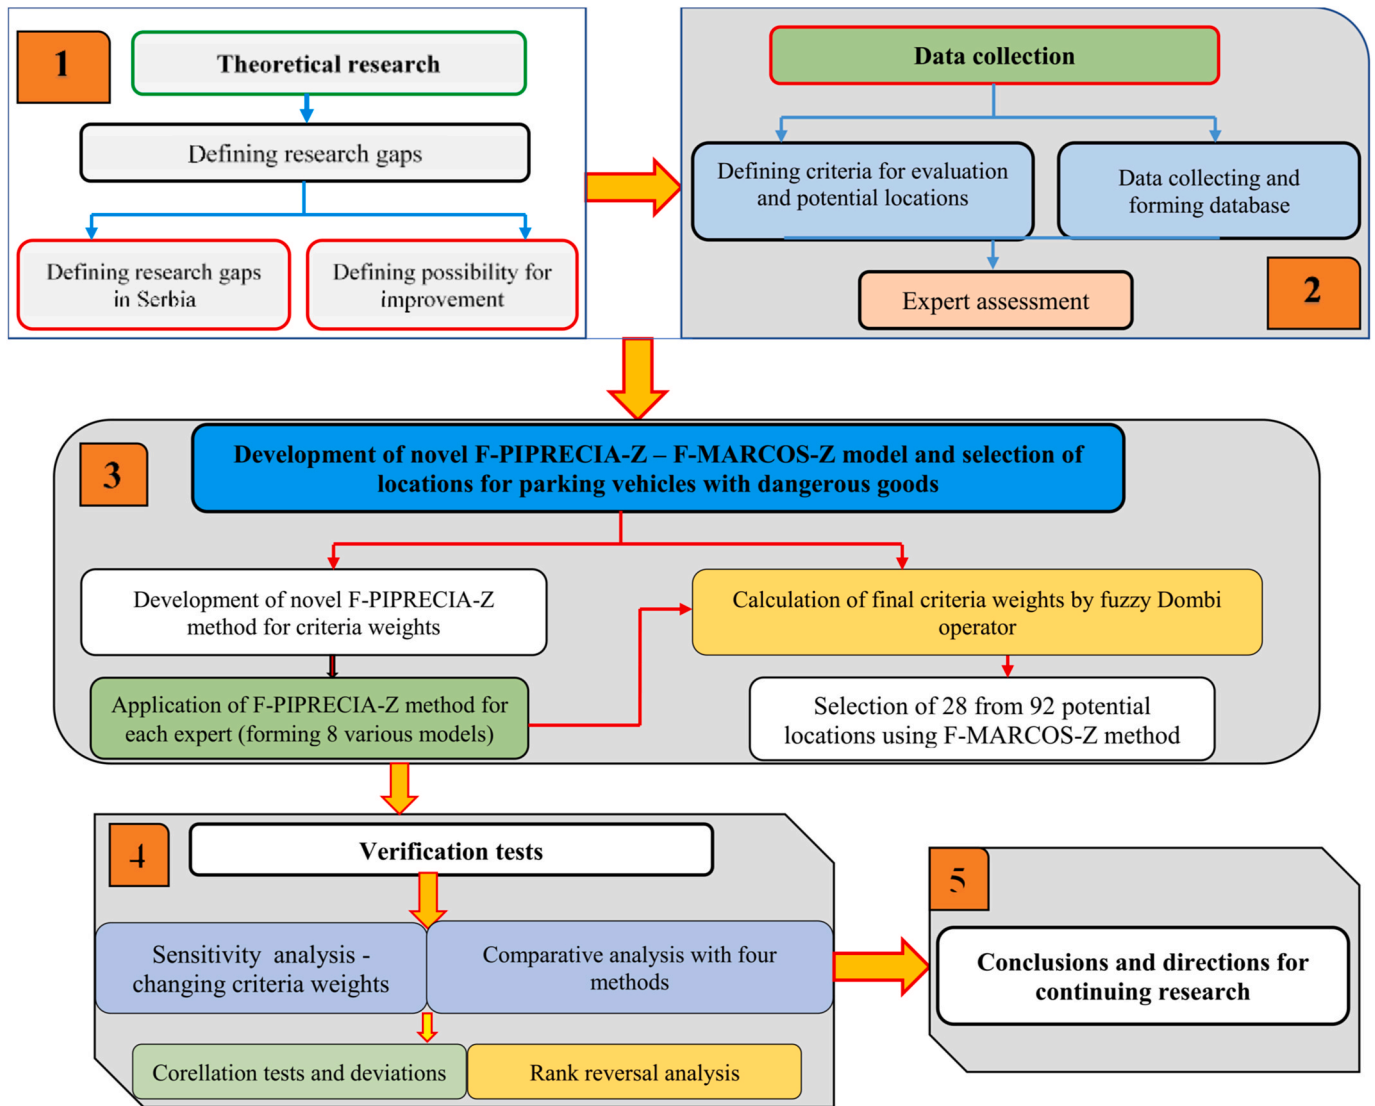 1
Theoretical research
Defining research gaps
Defining research gaps
in Serbia
Defining possibility for
improvement
Data collection
Defining criteria for evaluation
and potential locations
Data collecting and
forming database
Expert assessment
2
3
Development of novel F-PIPRECIA-Z – F-MARCOS-Z model and selection of
locations for parking vehicles with dangerous goods
Development of novel F-PIPRECIA-Z
method for criteria weights
Calculation of final criteria weights by fuzzy Dombi
operator
Application of F-PIPRECIA-Z method for
each expert (forming 8 various models)
Selection of 28 from 92 potential
locations using F-MARCOS-Z method
4
Verification tests
Sensitivity analysis -
changing criteria weights
Comparative analysis with four
methods
Corellation tests and deviations
Rank reversal analysis
5
Conclusions and directions for
continuing research